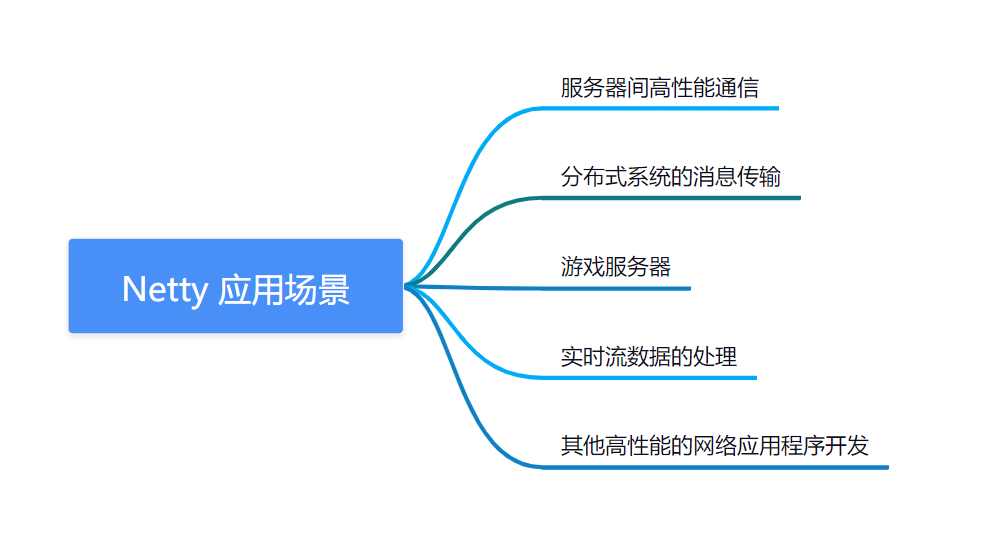 服务器间高性能通信
分布式系统的消息传输
Netty 应用场景
游戏服务器
实时流数据的处理
其他高性能的网络应用程序开发